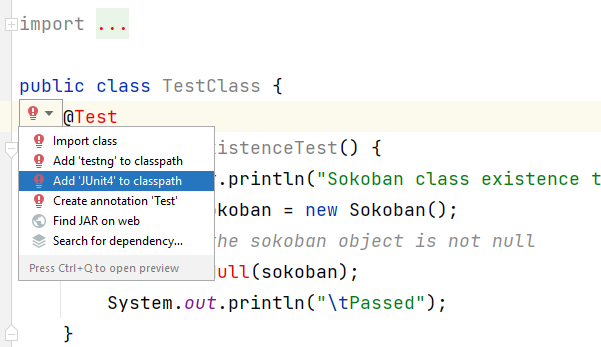 import ...
public class TestClass {
@Test
Import class
Add 'testng' to classpath
istenceTest() {
Add 'JUnit4' to classpath
.println("Sokoban class existence t
Create annotation 'Test'
okoban = new Sokoban();
Find JAR on web
Search for dependency...
the sokoban object is not null
Press Ctrl+Q to open preview
ull(sokoban);
System.out.println("\tPassed");
}